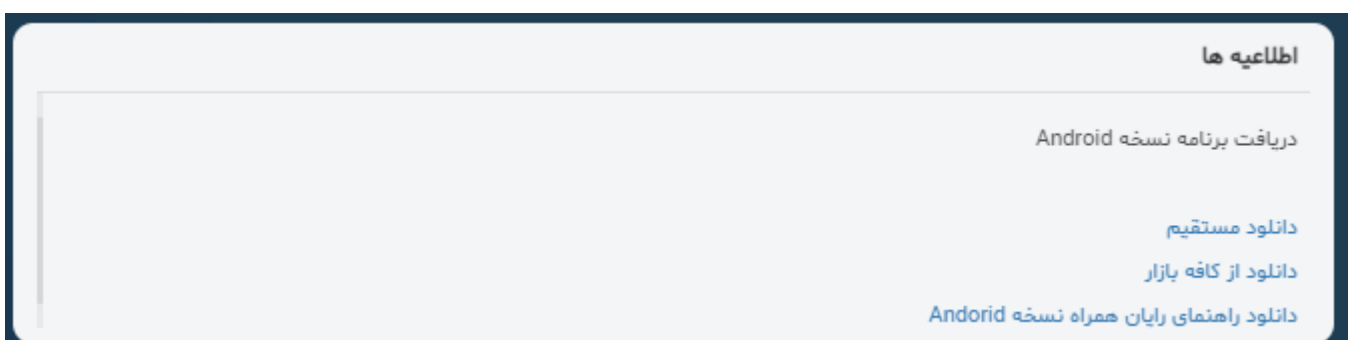 اطلاعیه ها
دریافت برنامه نسخه Android
دانلود مستقیم
دانلود از کافه بازار
دانلود راهنمای رایان همراه نسخه Andorid